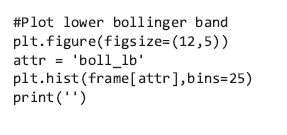 #Plot lower bollinger band
plt.figure(figsize=(12,5))
attr = 'boll_lb'
plt.hist(frame[attr],bins=25)
print('')